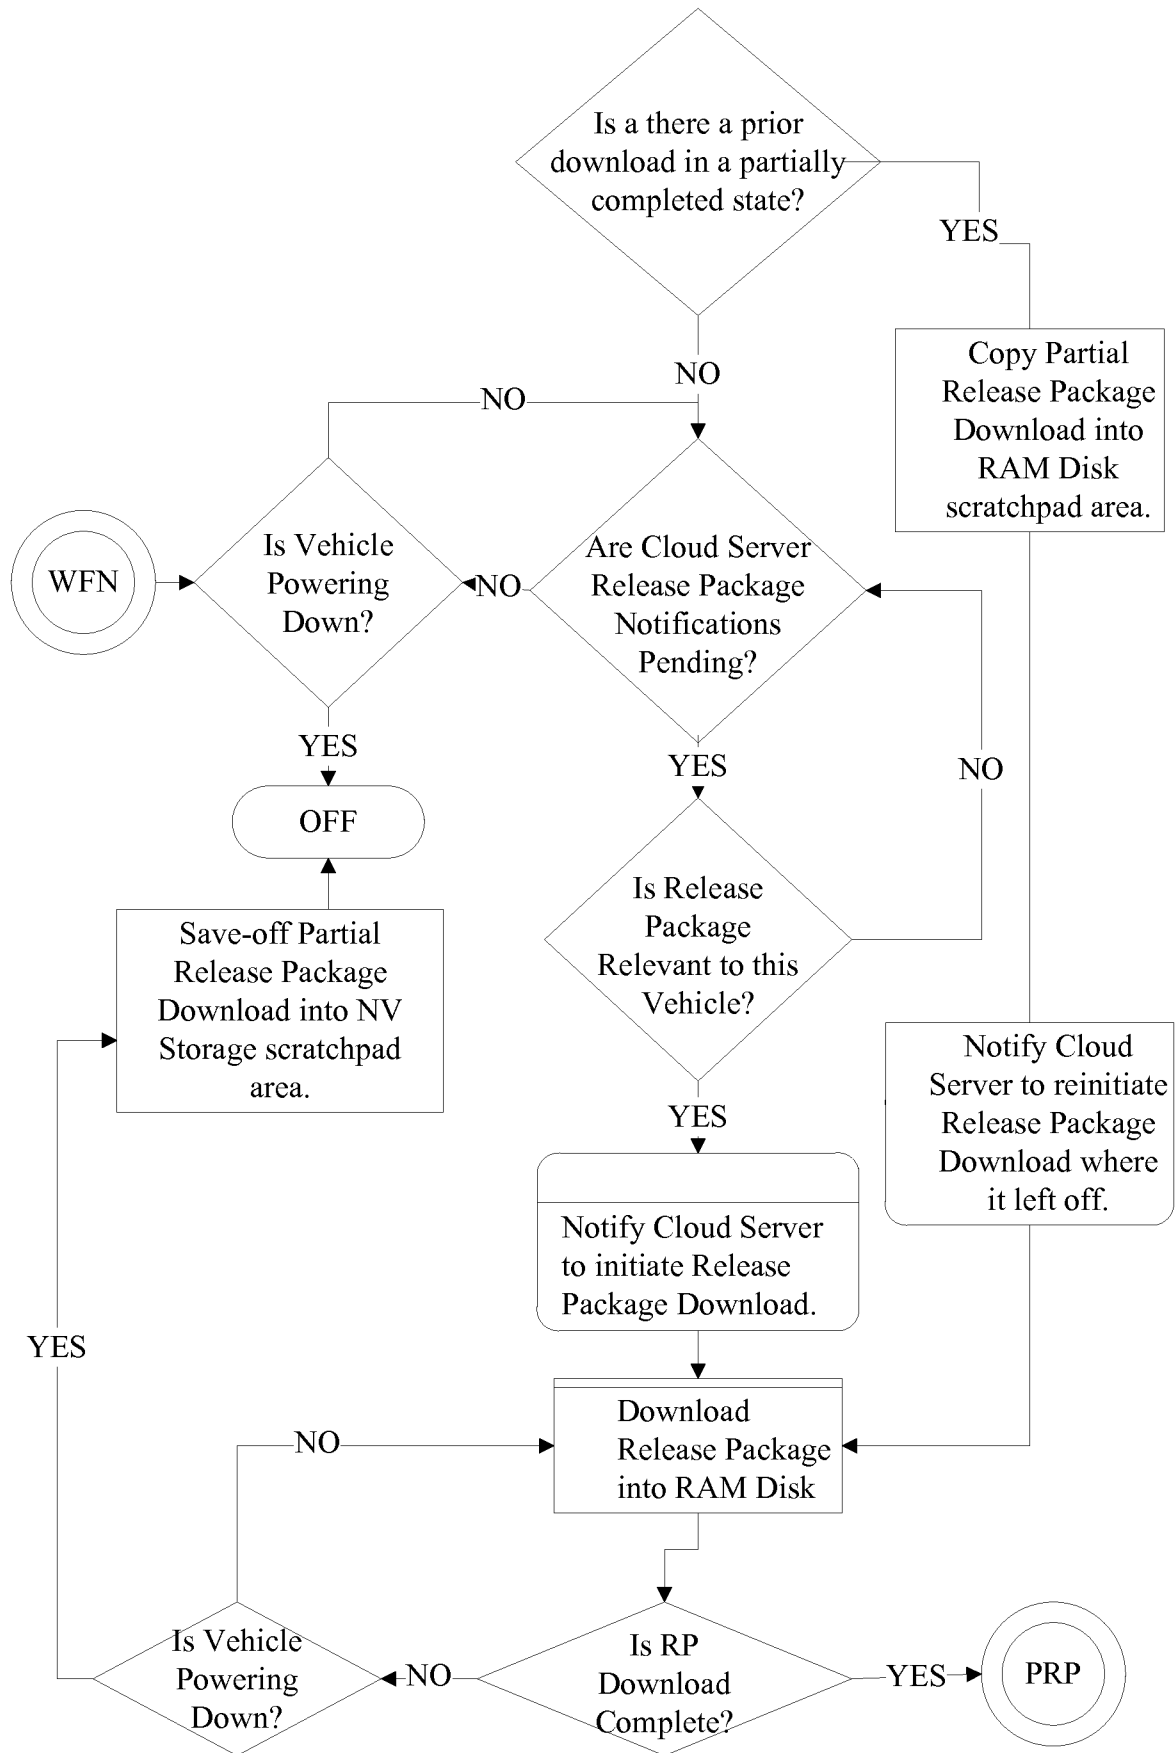 Is a there a prior
download in a partially
completed state?
YES
NO
NO
Copy Partial
Release Package
Download into
RAM Disk
scratchpad area.
WFN
Is Vehicle
Powering
Down?
NO
Are Cloud Server
Release Package
Notifications
Pending?
YES
YES
NO
OFF
Is Release
Package
Relevant to this
Vehicle?
Save-off Partial
Release Package
Download into NV
Storage scratchpad
area.
Notify Cloud
Server to reinitiate
Release Package
Download where
it left off.
YES
Notify Cloud Server
to initiate Release
Package Download.
YES
Download
Release Package
into RAM Disk
NO
Is Vehicle
Powering
Down?
NO
Is RP
Download
Complete?
YES
PRP